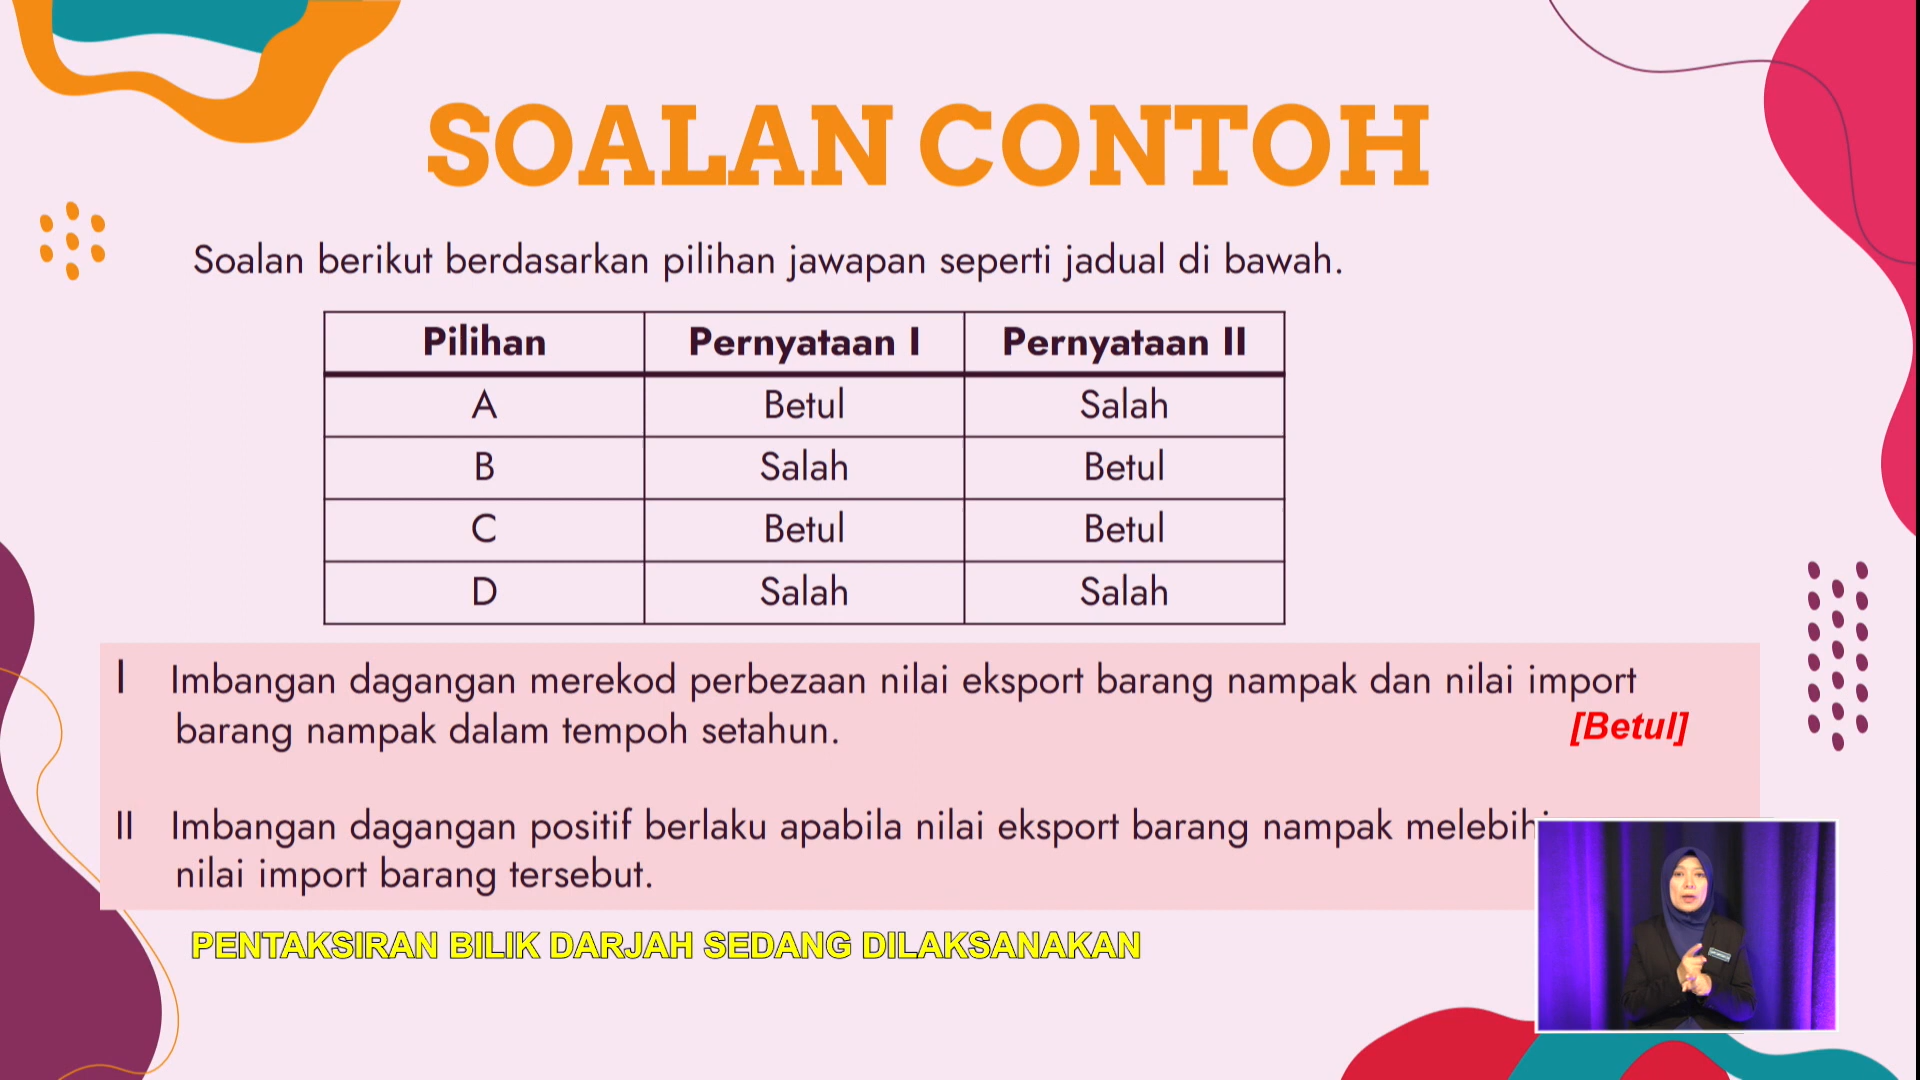 SOALAN CONTOH
Soalan berikut berdasarkan pilihan jawapan seperti jadual di bawah.
Pilihan Pernyataan I Pernyataan II
A Betul Salah
B Salah Betul
C Betul Betul
D Salah Salah
I Imbangan dagangan merekod perbezaan nilai eksport barang nampak dan nilai import
barang nampak dalam tempoh setahun. [Betul]
II Imbangan dagangan positif berlaku apabila nilai eksport barang nampak melebihi
nilai import barang tersebut.
PENTAKSIRAN BILIK DARJAH SEDANG DILAKSANAKAN